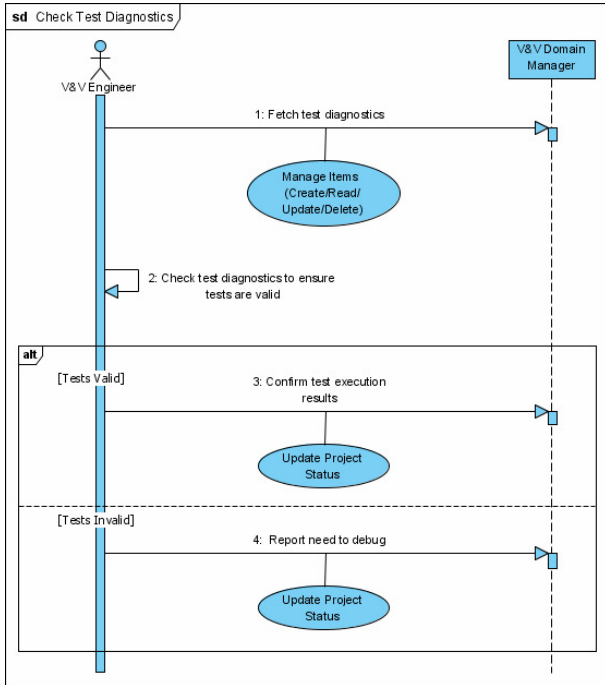 sd Check Test Diagnostics
V&V Engineer
V&V Domain
Manager
1: Fetch test diagnostics
Manage Items
(Create/Read/
Update/Delete)
2: Check test diagnostics to ensure
tests are valid
alt
[Tests Valid]
3: Confirm test execution
results
Update Project
Status
[Tests Invalid]
4: Report need to debug
Update Project
Status